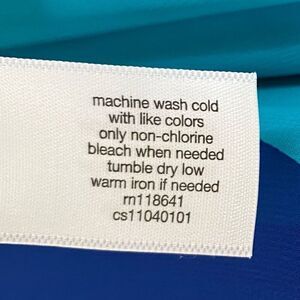 machine wash cold
with like colors
only non-chlorine
bleach when needed
tumble dry low
warm iron if needed
rn118641
cs11040101